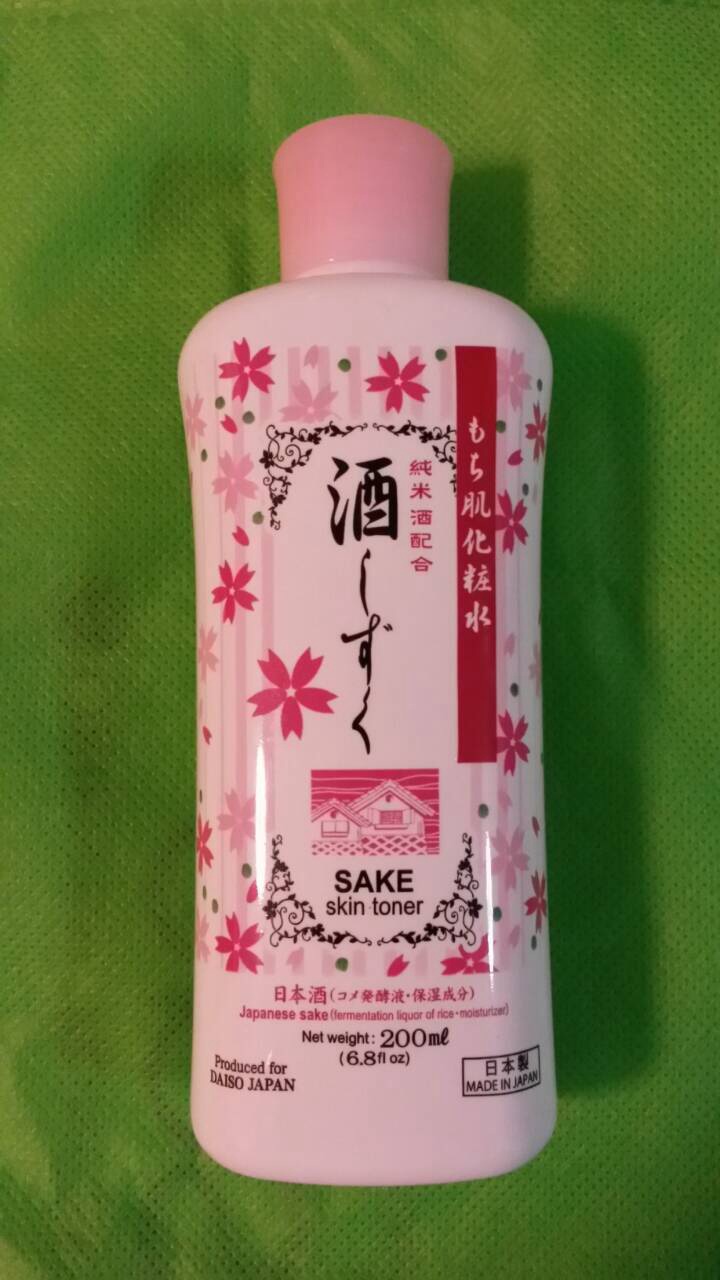 もち肌化粧水
純米酒配合
酒しずく
SAKE
skin toner
日本酒(コメ発酵液・保湿成分)
Japanese sake (fermentation liquor of rice・moisturizer)
Net weight: 200ml
(6.8fl oz)
Produced for
DAISO JAPAN
日本製
MADE IN JAPAN